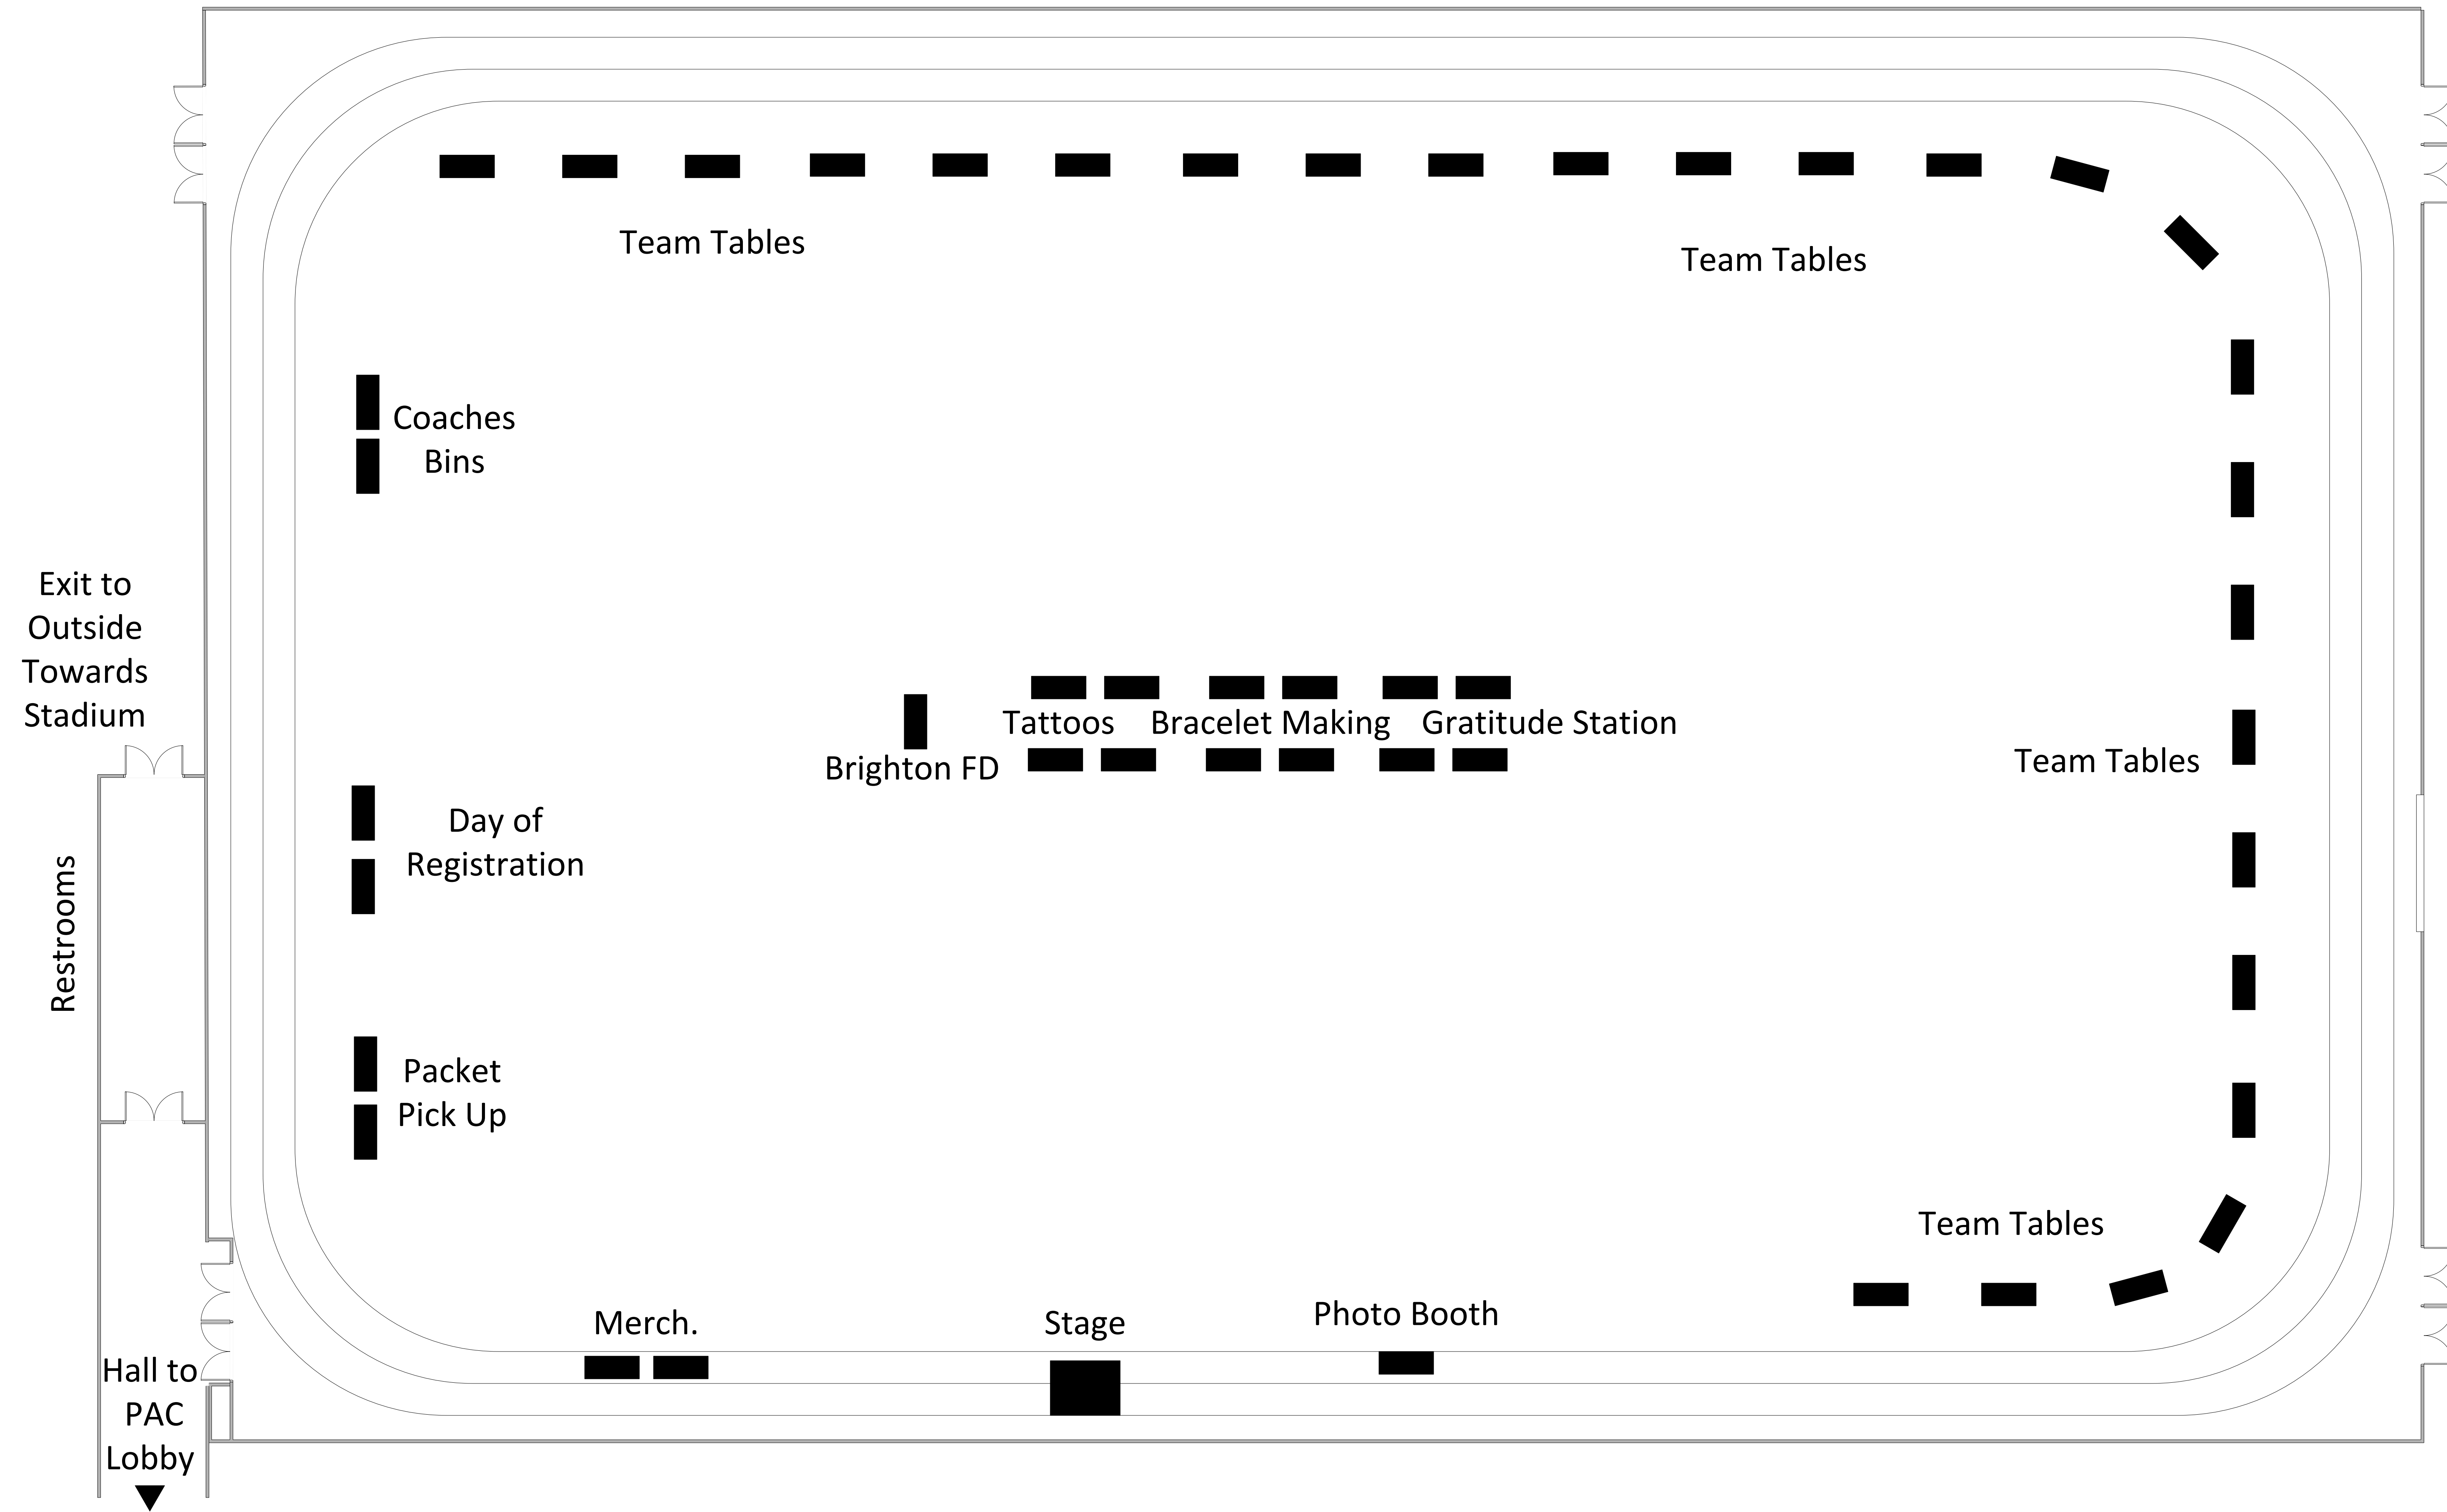 Team Tables
Team Tables
Coaches
Bins
Exit to
Outside
Towards
Stadium
Tattoos
Bracelet Making
Gratitude Station
Brighton FD
Team Tables
Day of
Registration
Restrooms
Packet
Pick Up
Team Tables
Merch.
Stage
Photo Booth
Hall to
PAC
Lobby